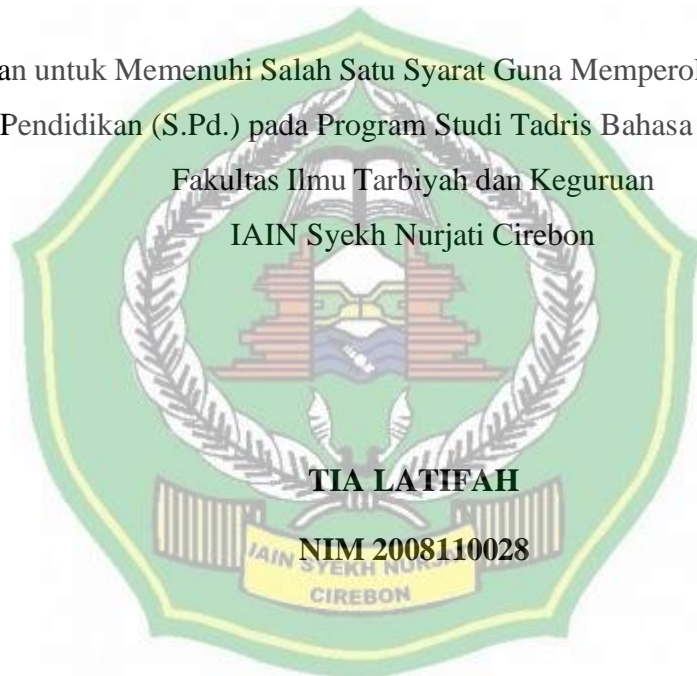 an untuk Memenuhi Salah Satu Syarat Guna Memperol
Pendidikan (S.Pd.) pada Program Studi Tadris Bahasa
Fakultas Ilmu Tarbiyah dan Keguruan
IAIN Syekh Nurjati Cirebon
TIA LATIFAH
NIM 2008110028
IAIN SYEKH NURJATI
CIREBON